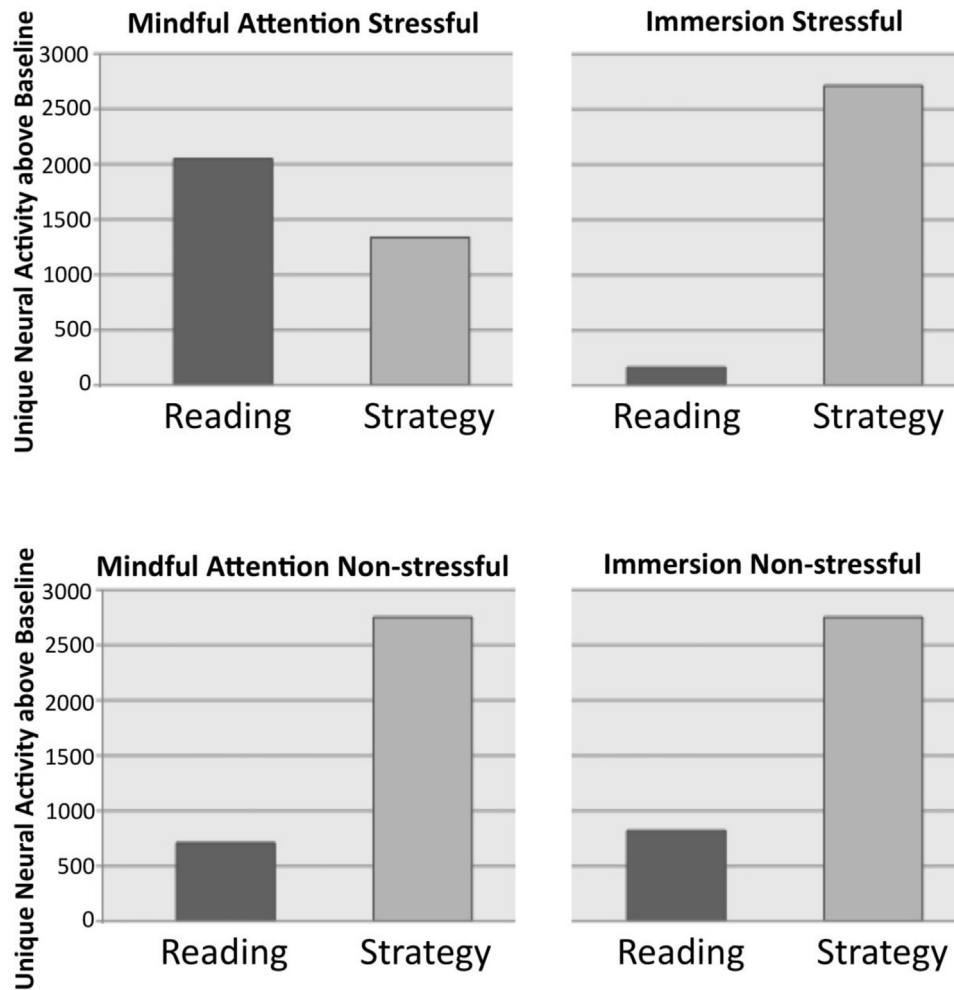 Mindful Attention Stressful
Immersion Stressful
Unique Neural Activity above Baseline
3000
2500
2000
1500
1000
500
0
Reading
Strategy
Reading
Strategy
Mindful Attention Non-stressful
Immersion Non-stressful
Unique Neural Activity above Baseline
3000
2500
2000
1500
1000
500
0
Reading
Strategy
Reading
Strategy